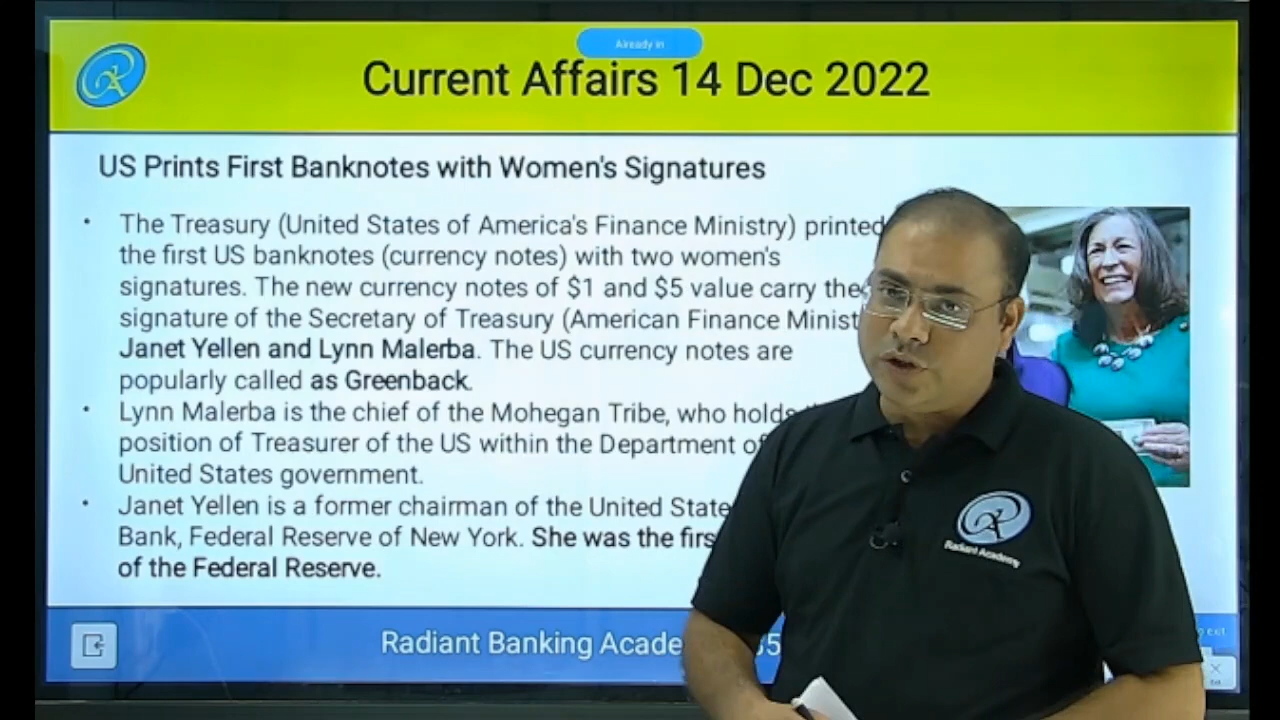 Already in
Current Affairs 14 Dec 2022
US Prints First Banknotes with Women's Signatures
• The Treasury (United States of America's Finance Ministry) printed
the first US banknotes (currency notes) with two women's
signatures. The new currency notes of $1 and $5 value carry the
signature of the Secretary of Treasury (American Finance Minist
Janet Yellen and Lynn Malerba. The US currency notes are
popularly called as Greenback.
• Lynn Malerba is the chief of the Mohegan Tribe, who holds
position of Treasurer of the US within the Department of
United States government.
• Janet Yellen is a former chairman of the United State
Bank, Federal Reserve of New York. She was the firs
of the Federal Reserve.
Radiant Banking Acade
Radiant Academy
exit